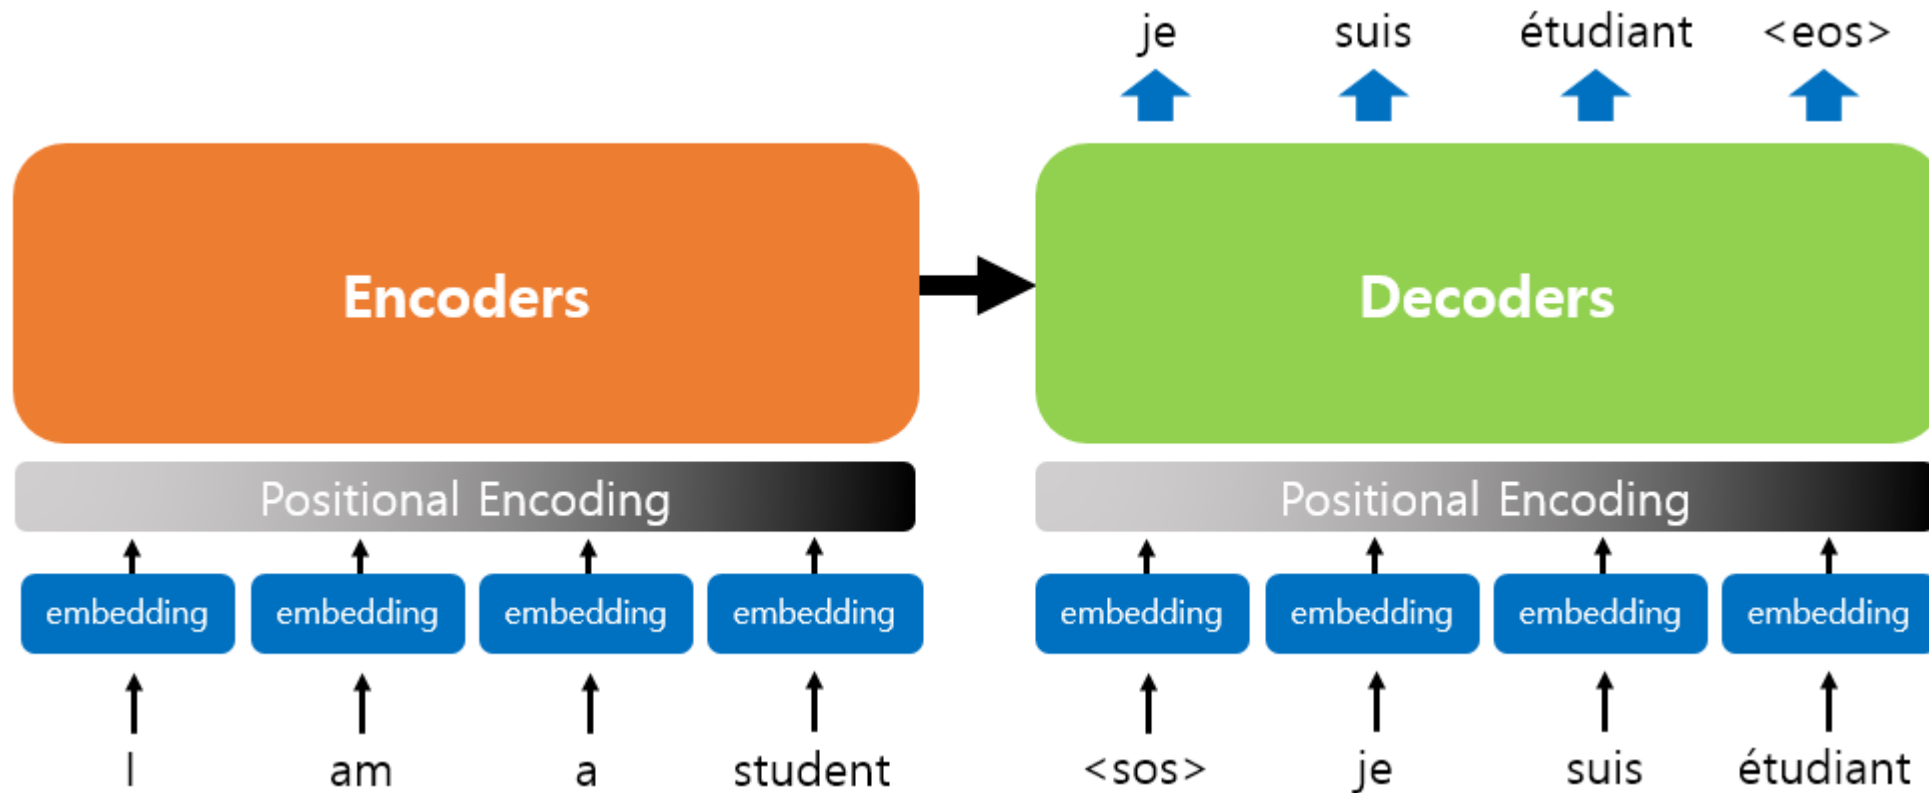 je suis étudiant <eos>
Encoders Decoders
Positional Encoding Positional Encoding
embedding embedding embedding embedding embedding embedding embedding embedding
I am a student <sos> je suis étudiant